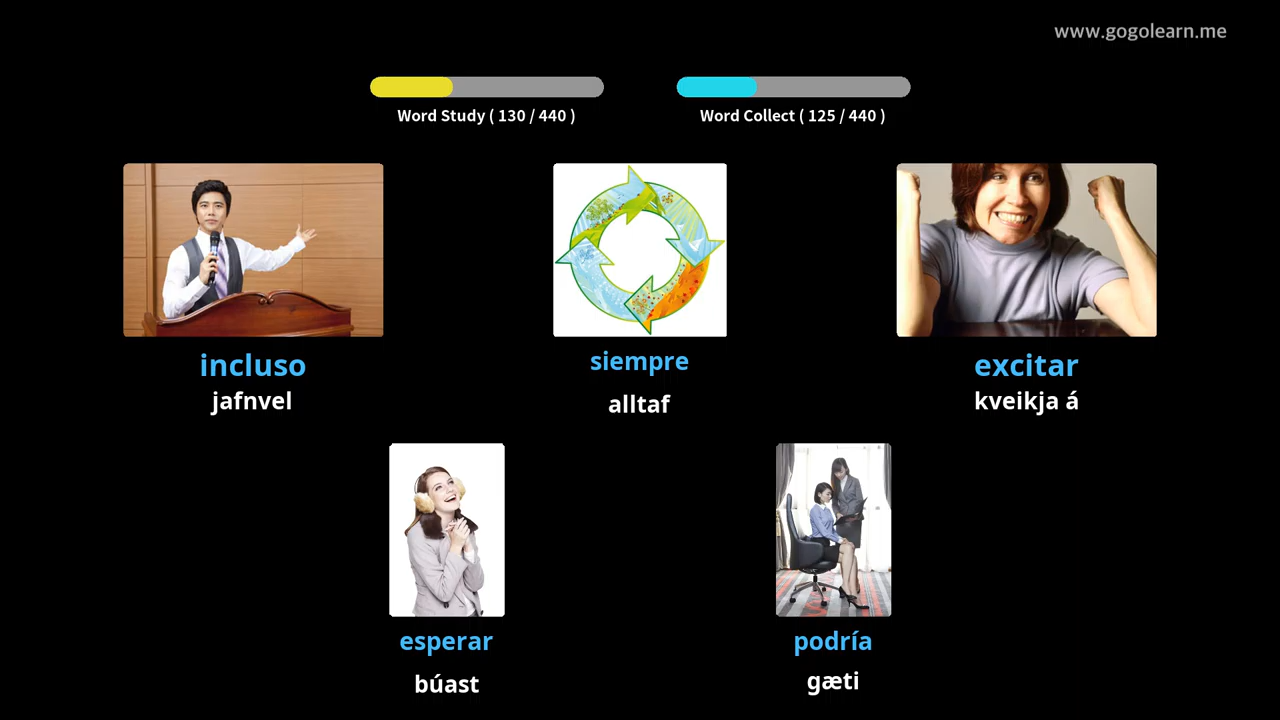 www.gogolearn.me
Word Study ( 130 / 440 )
Word Collect ( 125 / 440 )
incluso
jafnvel
siempre
alltaf
excitar
kveikja á
esperar
búast
podría
gæti